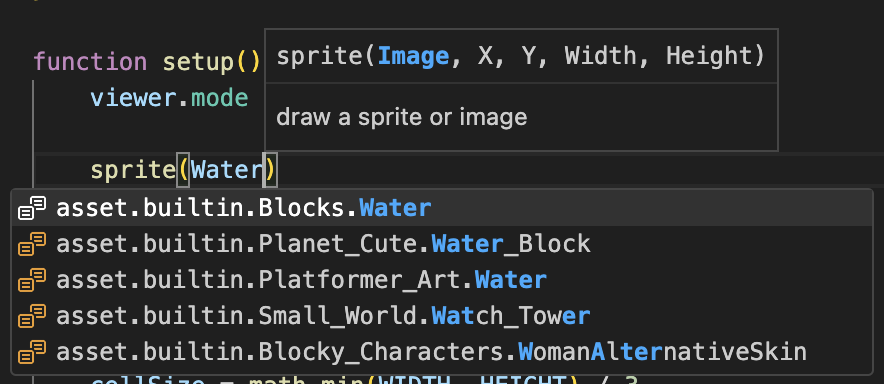 function setup()
sprite(Image, X, Y, Width, Height)
viewer.mode
draw a sprite or image
sprite(Water)
asset.builtin.Blocks.Water
asset.builtin.Planet_Cute.Water_Block
asset.builtin.Platformer_Art.Water
asset.builtin.Small_World.Watch_Tower
asset.builtin.Blocky_Characters.WomanAlternativeSkin
cellSize = math.min(WIDTH, HEIGHT) / 3